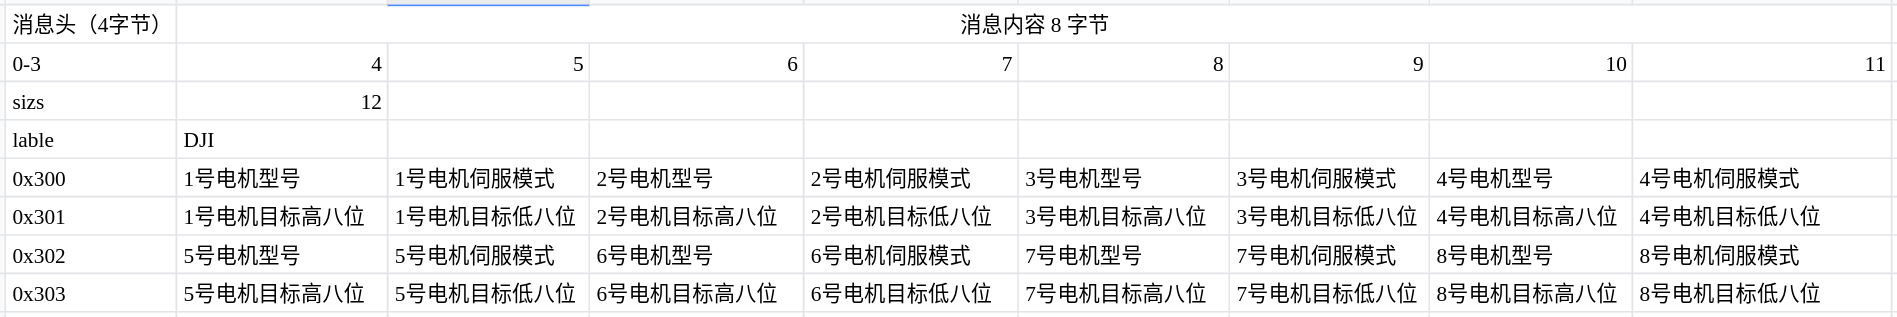 消息头（4字节） 消息内容 8 字节
0-3 4 5 6 7 8 9 10 11
sizs 12
lable DJI
0x300 1号电机型号 1号电机伺服模式 2号电机型号 2号电机伺服模式 3号电机型号 3号电机伺服模式 4号电机型号 4号电机伺服模式
0x301 1号电机目标高八位 1号电机目标低八位 2号电机目标高八位 2号电机目标低八位 3号电机目标高八位 3号电机目标低八位 4号电机目标高八位 4号电机目标低八位
0x302 5号电机型号 5号电机伺服模式 6号电机型号 6号电机伺服模式 7号电机型号 7号电机伺服模式 8号电机型号 8号电机伺服模式
0x303 5号电机目标高八位 5号电机目标低八位 6号电机目标高八位 6号电机目标低八位 7号电机目标高八位 7号电机目标低八位 8号电机目标高八位 8号电机目标低八位